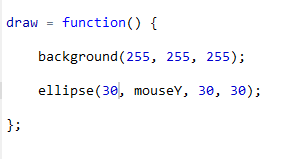 draw = function() {
background(255, 255, 255);
ellipse(30, mouseY, 30, 30);
};